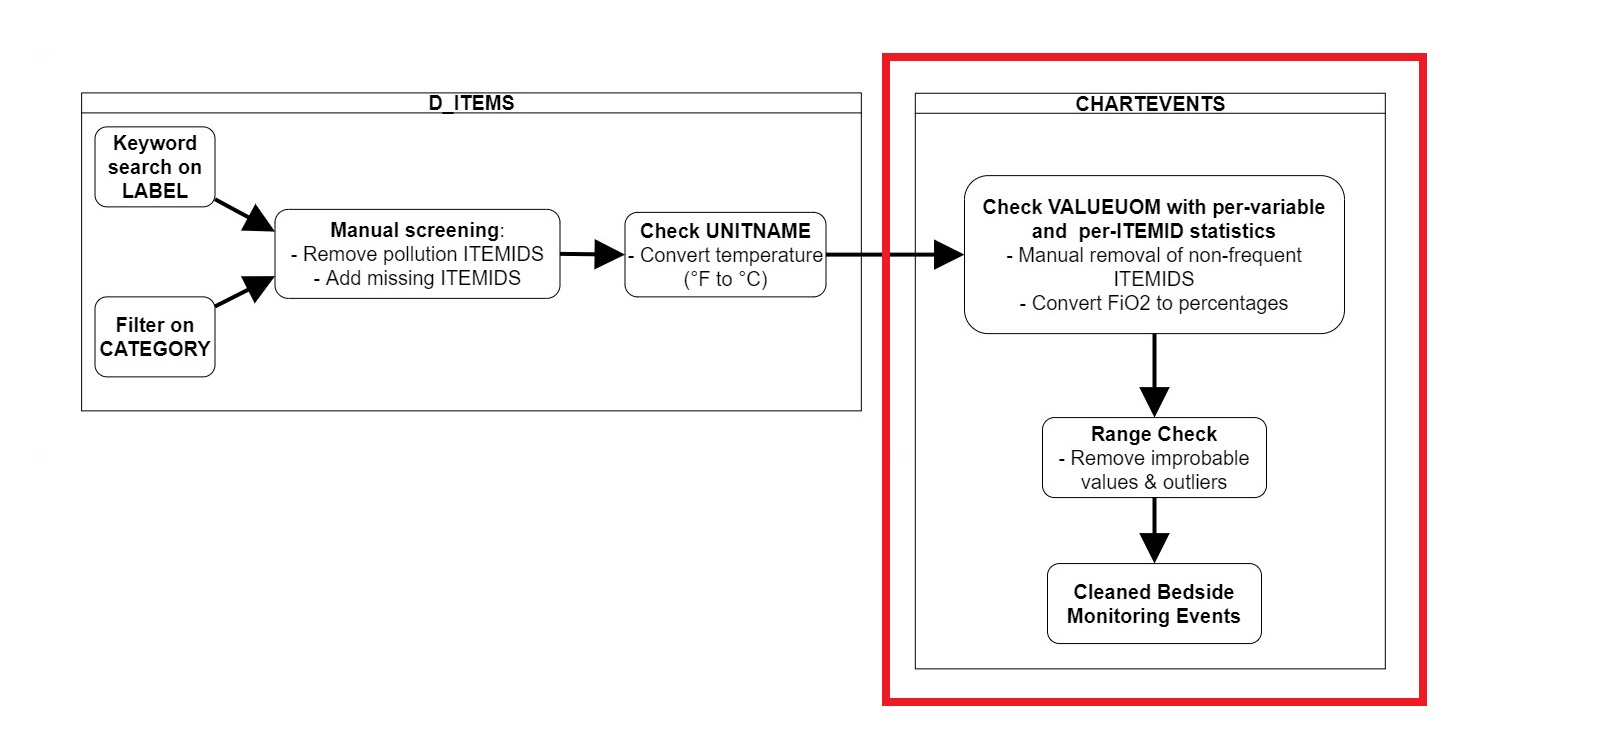 D_ITEMS
Keyword
search on
LABEL
Filter on
CATEGORY
Manual screening:
- Remove pollution ITEMIDS
- Add missing ITEMIDS
Check UNITNAME
- Convert temperature
(°F to °C)
CHARTEVENTS
Check VALUEUOM with per-variable
and per-ITEMID statistics
- Manual removal of non-frequent
ITEMIDS
- Convert FiO2 to percentages
Range Check
- Remove improbable
values & outliers
Cleaned Bedside
Monitoring Events